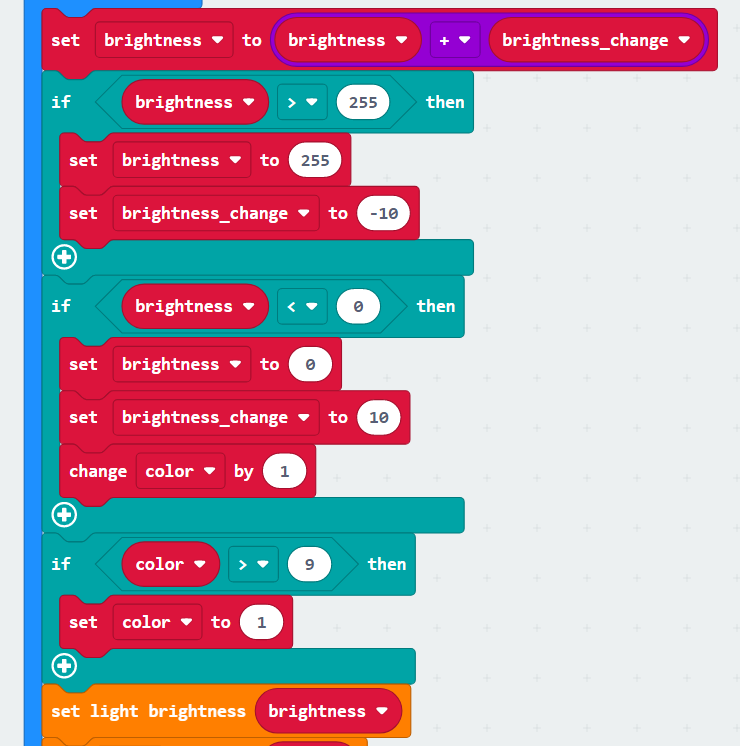 set brightness to brightness + brightness_change
if brightness > 255 then
set brightness to 255
set brightness_change to -10
if brightness < 0 then
set brightness to 0
set brightness_change to 10
change color by 1
if color > 9 then
set color to 1
set light brightness brightness